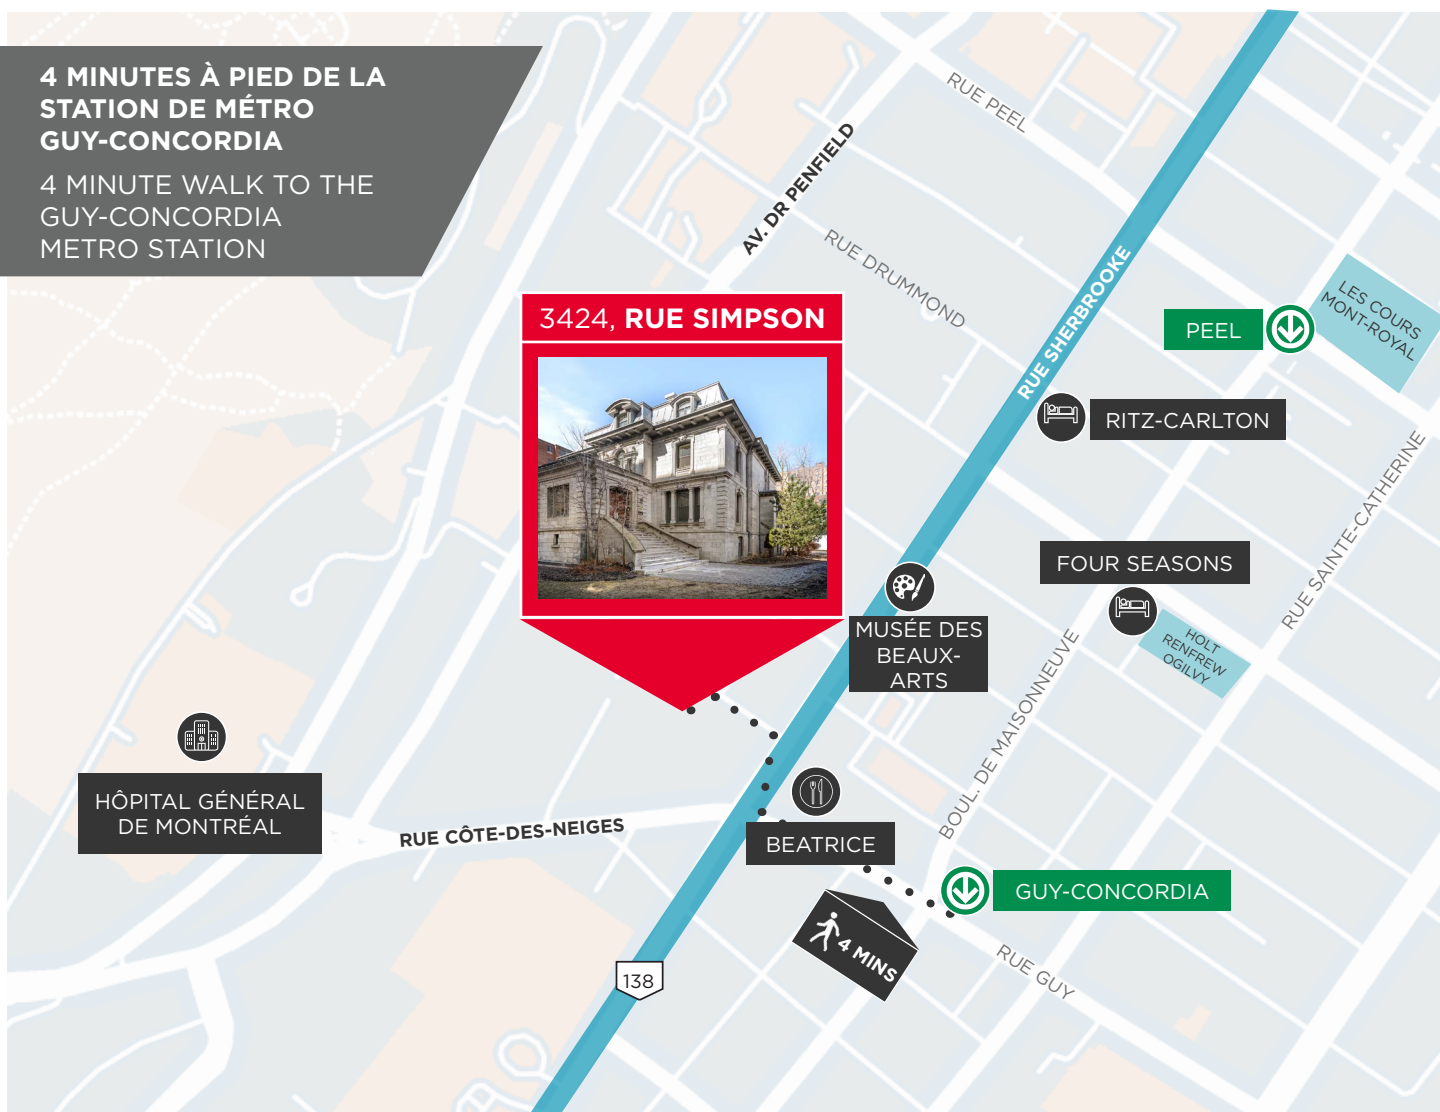 4 MINUTES À PIED DE LA
STATION DE MÉTRO
GUY-CONCORDIA
4 MINUTE WALK TO THE
GUY-CONCORDIA
METRO STATION
RUE PEEL
AV. DR PENFIELD
RUE DRUMMOND
RUE SHERBROOKE
LES COURS
MONT-ROYAL
PEEL
3424, RUE SIMPSON
RITZ-CARLTON
RUE SAINTE-CATHERINE
FOUR SEASONS
MUSÉE DES
BEAUX-
ARTS
HOLT
RENFREW
OGILVY
BOUL. DE MAISONNEUVE
HÔPITAL GÉNÉRAL
DE MONTRÉAL
RUE CÔTE-DES-NEIGES
BEATRICE
GUY-CONCORDIA
4 MINS
RUE GUY
138